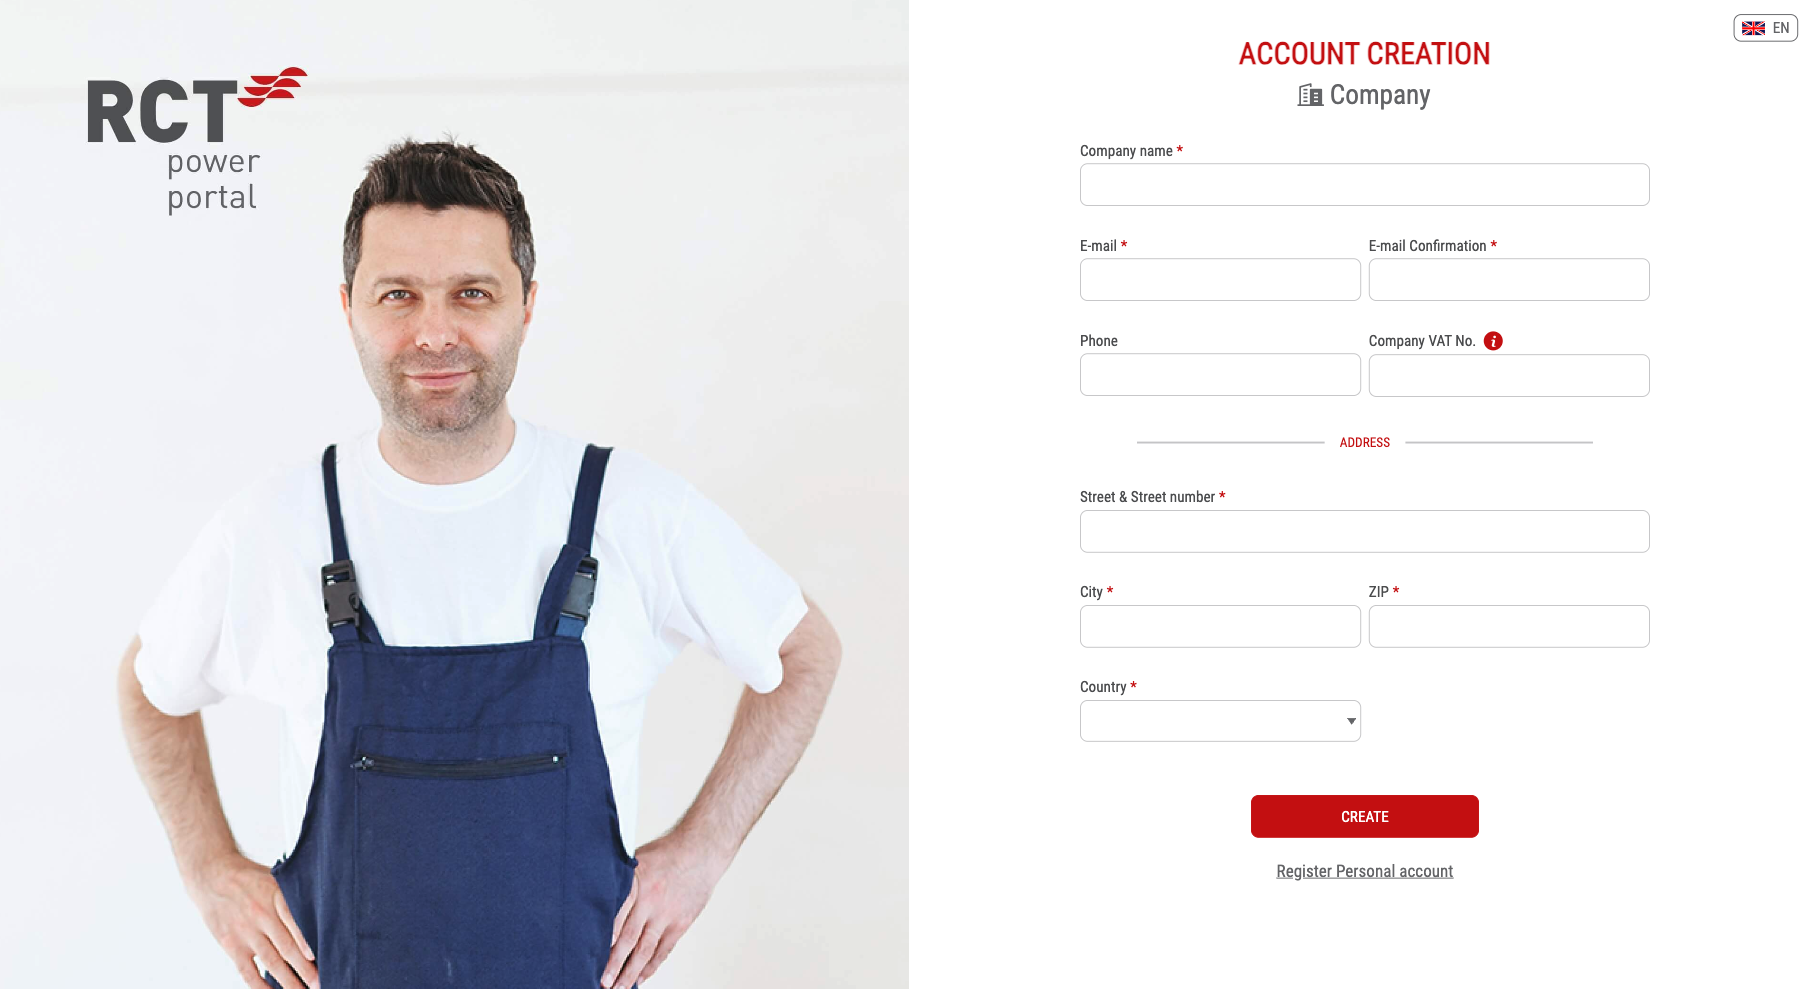 RCT
power
portal
EN
ACCOUNT CREATION
Company
Company name *
E-mail *
E-mail Confirmation *
Phone
Company VAT No. i
ADDRESS
Street & Street number *
City *
ZIP *
Country *
CREATE
Register Personal account